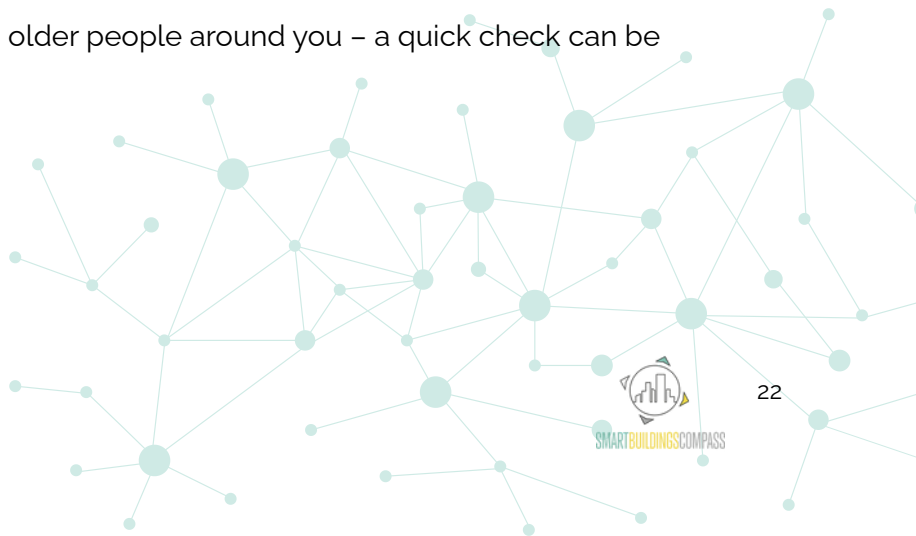 older people around you – a quick check can be
22
SMARTBUILDINGSCOMPASS